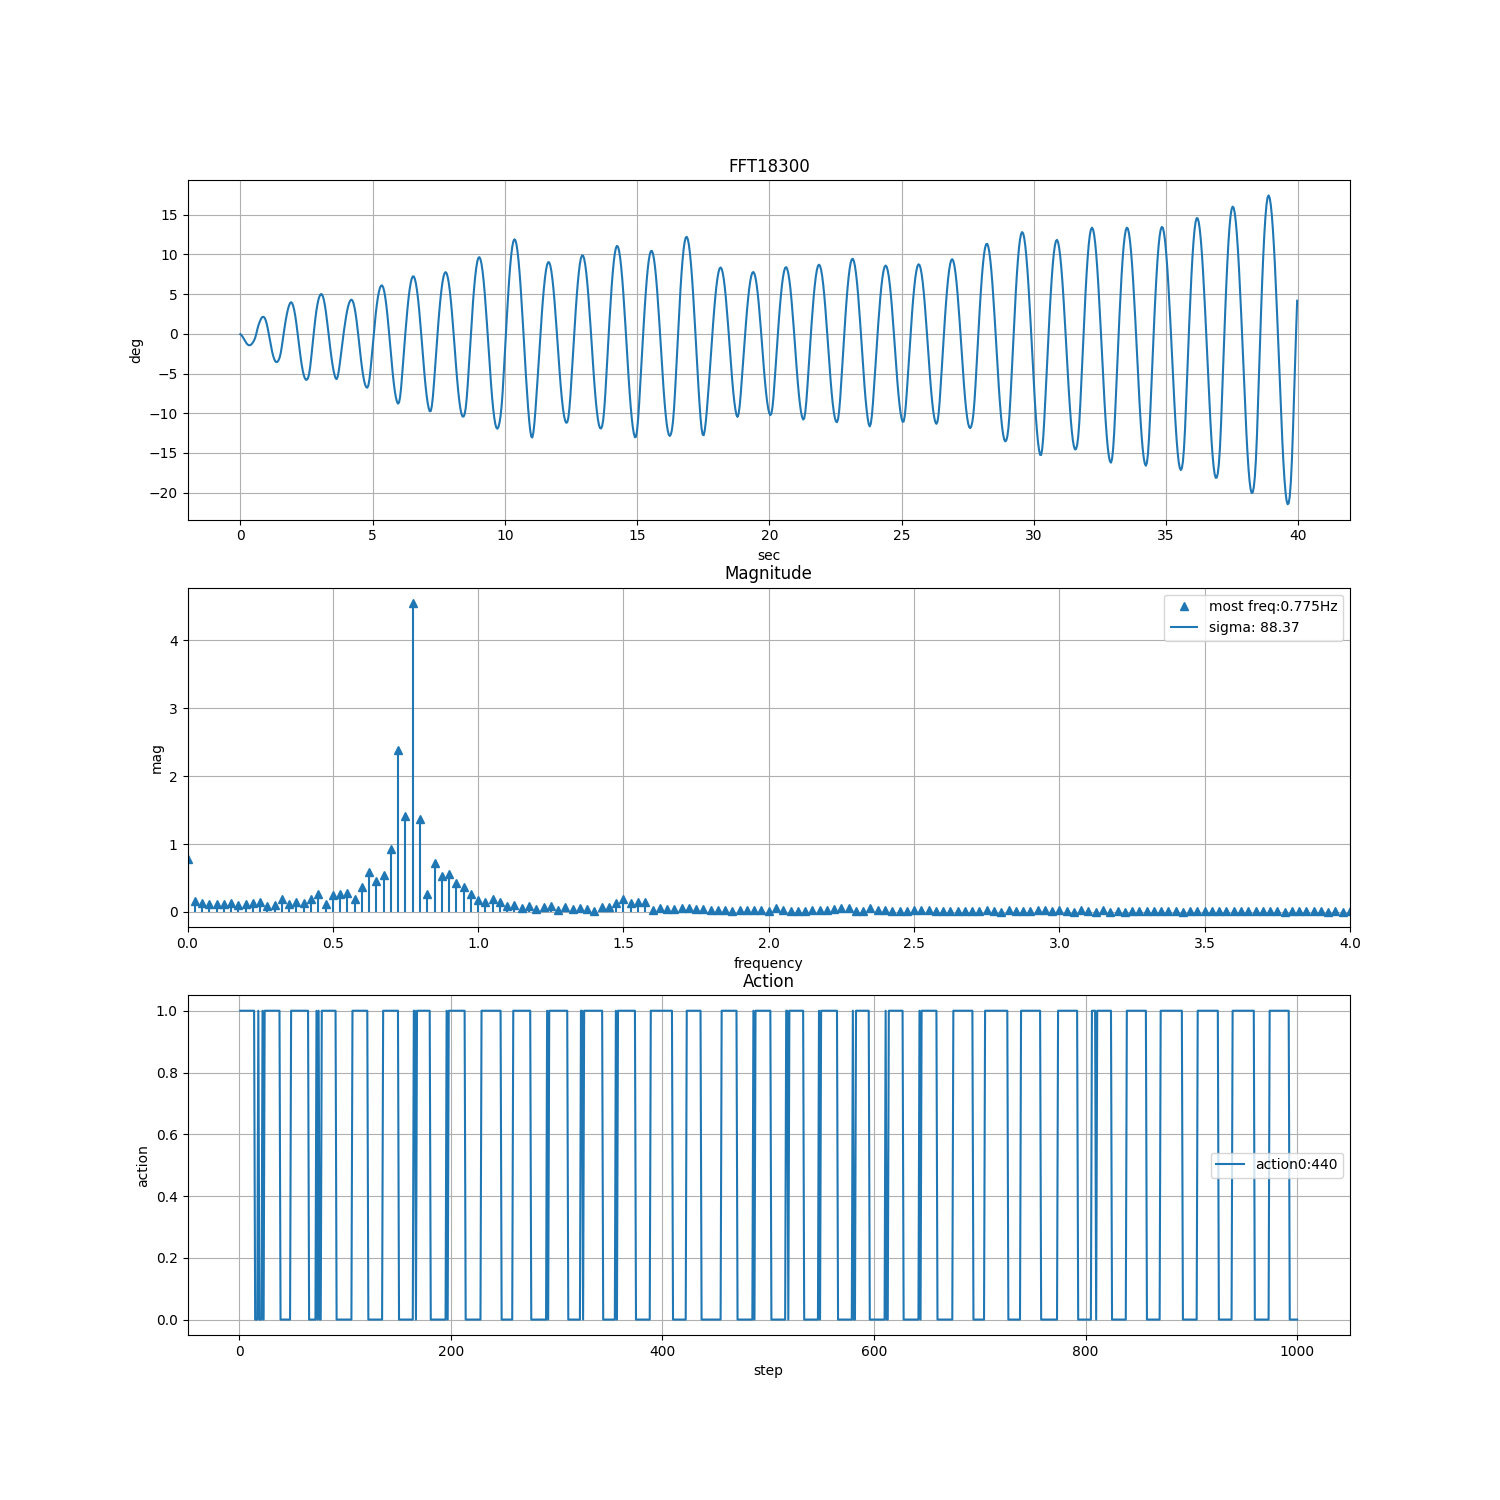 FFT18300
15
10
5
0
−5
−10
−15
−20
deg
0 5 10 15 20 25 30 35 40
sec
Magnitude
most freq:0.775Hz
sigma: 88.37
4
3
2
1
0
mag
0.0 0.5 1.0 1.5 2.0 2.5 3.0 3.5 4.0
frequency
Action
1.0
0.8
0.6
0.4
0.2
0.0
action
action0:440
0 200 400 600 800 1000
step